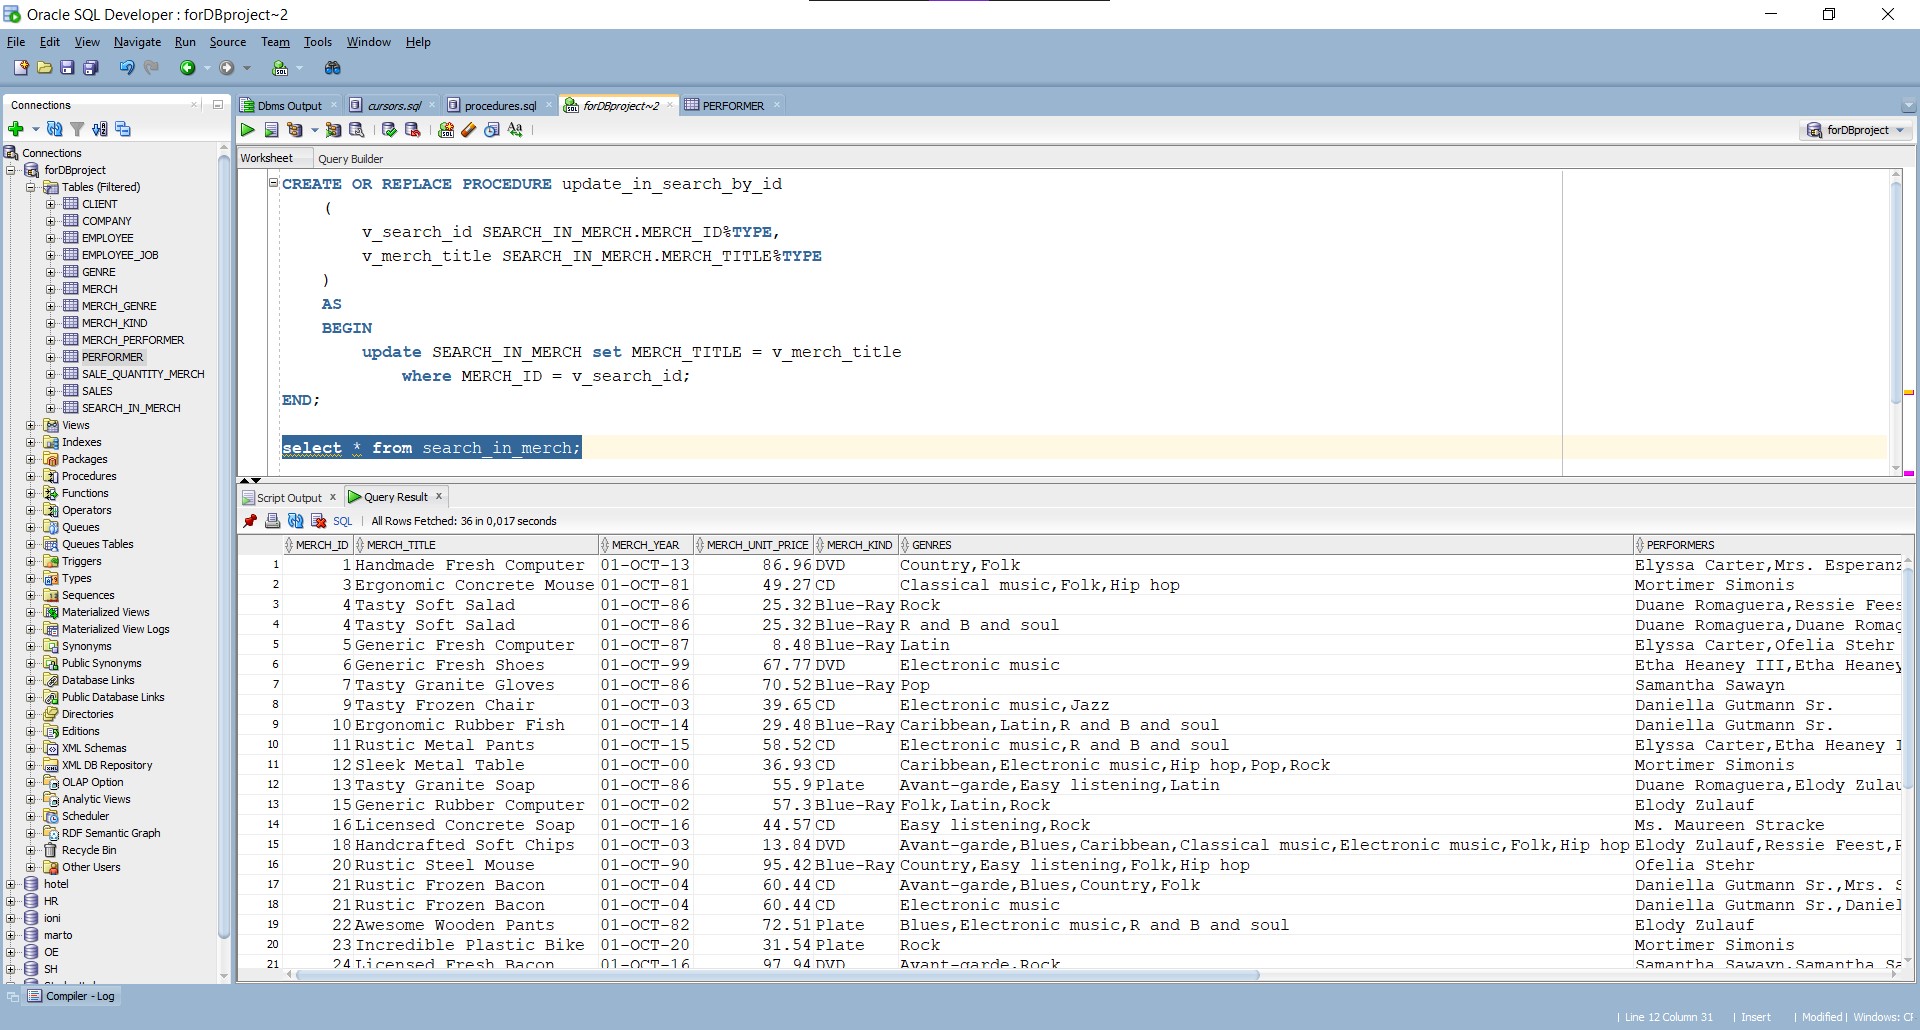 Oracle SQL Developer : forDBproject~2
File Edit View Navigate Run Source Team Tools Window Help
Connections
Connections
forDBproject
Tables (Filtered)
CLIENT
COMPANY
EMPLOYEE
EMPLOYEE_JOB
GENRE
MERCH
MERCH_GENRE
MERCH_KIND
MERCH_PERFORMER
PERFORMER
SALE_QUANTITY_MERCH
SALES
SEARCH_IN_MERCH
Views
Indexes
Packages
Procedures
Functions
Operators
Queues
Queues Tables
Triggers
Types
Sequences
Materialized Views
Materialized View Logs
Synonyms
Public Synonyms
Database Links
Public Database Links
Directories
Editions
XML Schemas
XML DB Repository
OLAP Option
Analytic Views
Scheduler
RDF Semantic Graph
Recycle Bin
Other Users
hotel
HR
ioni
marto
OE
SH
Dbms Output cursors.sql procedures.sql forDBproject~2 PERFORMER
forDBproject
Worksheet Query Builder
CREATE OR REPLACE PROCEDURE update_in_search_by_id
(
v_search_id SEARCH_IN_MERCH.MERCH_ID%TYPE,
v_merch_title SEARCH_IN_MERCH.MERCH_TITLE%TYPE
)
AS
BEGIN
update SEARCH_IN_MERCH set MERCH_TITLE = v_merch_title
where MERCH_ID = v_search_id;
END;
select * from search_in_merch;
Script Output Query Result
SQL All Rows Fetched: 36 in 0,017 seconds
MERCH_ID MERCH_TITLE MERCH_YEAR MERCH_UNIT_PRICE MERCH_KIND GENRES PERFORMERS
1 1 Handmade Fresh Computer 01-OCT-13 86.96 DVD Country,Folk Elyssa Carter,Mrs. Esperanz
2 3 Ergonomic Concrete Mouse 01-OCT-81 49.27 CD Classical music,Folk,Hip hop Mortimer Simonis
3 4 Tasty Soft Salad 01-OCT-86 25.32 Blue-Ray Rock Duane Romaguera,Ressie Fees
4 4 Tasty Soft Salad 01-OCT-86 25.32 Blue-Ray R and B and soul Duane Romaguera,Duane Romag
5 5 Generic Fresh Computer 01-OCT-87 8.48 Blue-Ray Latin Elyssa Carter,Ofelia Stehr
6 6 Generic Fresh Shoes 01-OCT-99 67.77 DVD Electronic music Etha Heaney III,Etha Heaney
7 7 Tasty Granite Gloves 01-OCT-86 70.52 Blue-Ray Pop Samantha Sawayn
8 9 Tasty Frozen Chair 01-OCT-03 39.65 CD Electronic music,Jazz Daniella Gutmann Sr.
9 10 Ergonomic Rubber Fish 01-OCT-14 29.48 Blue-Ray Caribbean,Latin,R and B and soul Daniella Gutmann Sr.
10 11 Rustic Metal Pants 01-OCT-15 58.52 CD Electronic music,R and B and soul Elyssa Carter,Etha Heaney I
11 12 Sleek Metal Table 01-OCT-00 36.93 CD Caribbean,Electronic music,Hip hop,Pop,Rock Mortimer Simonis
12 13 Tasty Granite Soap 01-OCT-86 55.9 Plate Avant-garde,Easy listening,Latin Duane Romaguera,Elody Zulau
13 15 Generic Rubber Computer 01-OCT-02 57.3 Blue-Ray Folk,Latin,Rock Elody Zulauf
14 16 Licensed Concrete Soap 01-OCT-16 44.57 CD Easy listening,Rock Ms. Maureen Stracke
15 18 Handcrafted Soft Chips 01-OCT-03 13.84 DVD Avant-garde,Blues,Caribbean,Classical music,Electronic music,Folk,Hip hop Elody Zulauf,Ressie Feest,F
16 20 Rustic Steel Mouse 01-OCT-90 95.42 Blue-Ray Country,Easy listening,Folk,Hip hop Ofelia Stehr
17 21 Rustic Frozen Bacon 01-OCT-04 60.44 CD Avant-garde,Blues,Country,Folk Daniella Gutmann Sr.,Mrs. S
18 21 Rustic Frozen Bacon 01-OCT-04 60.44 CD Electronic music Daniella Gutmann Sr.,Daniel
19 22 Awesome Wooden Pants 01-OCT-82 72.51 Plate Blues,Electronic music,R and B and soul Elody Zulauf
20 23 Incredible Plastic Bike 01-OCT-20 31.54 Plate Rock Mortimer Simonis
21 24 Licensed Fresh Bacon 01-OCT-16 97.94 DVD Avant-garde,Rock Samantha Sawayn,Samantha Sa
Compiler - Log
Line 12 Column 31 Insert Modified Windows: CF